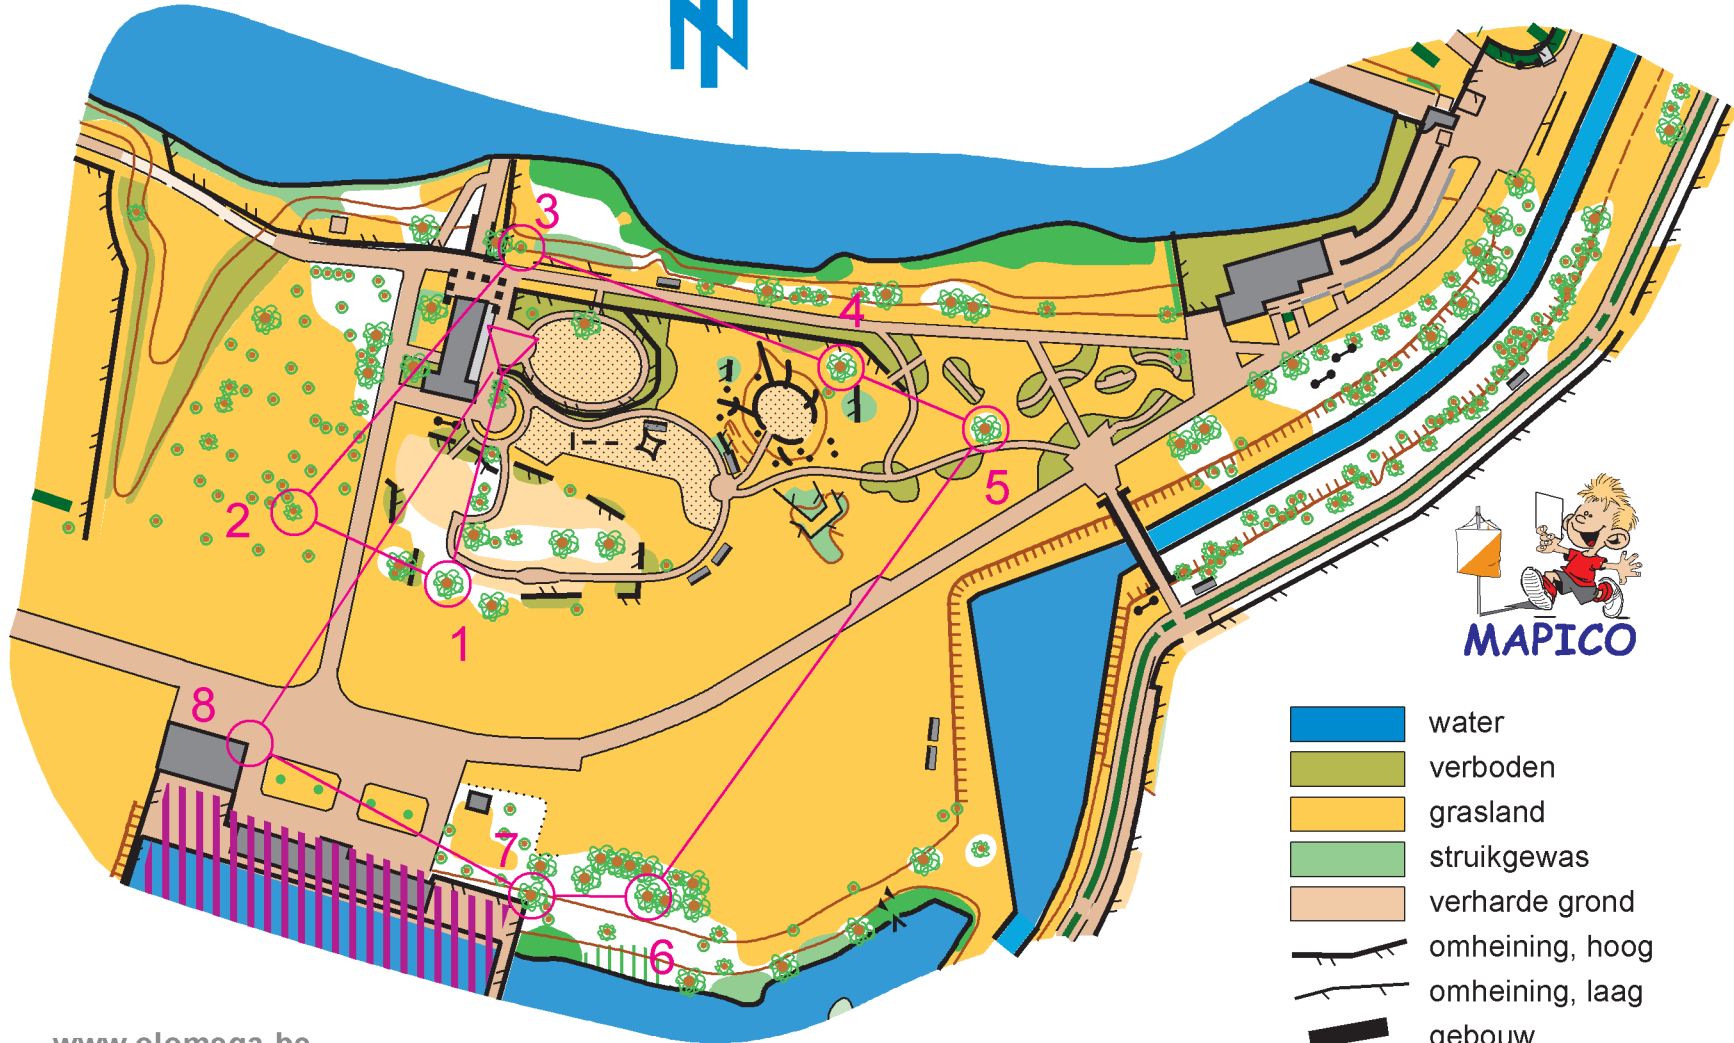 N
3
4
2
5
1
8
7
6
MAPICO
water
verboden
grasland
struikgewas
verharde grond
omheining, hoog
omheining, laag
gebouw